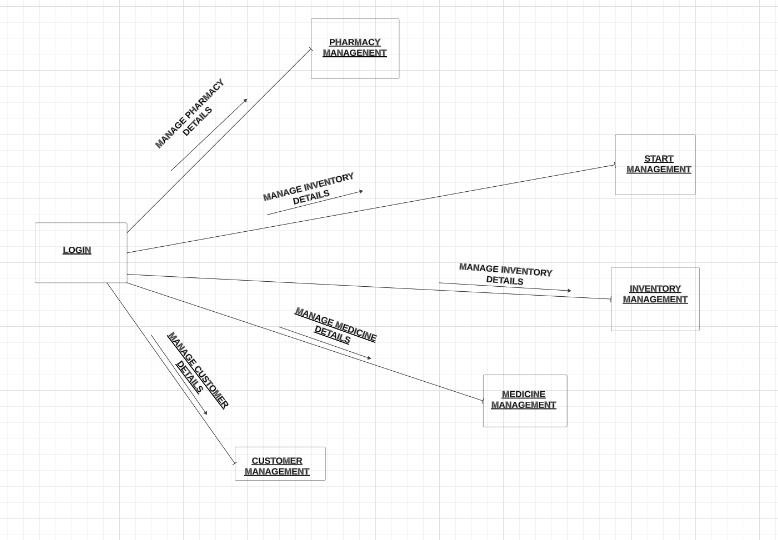 PHARMACY
MANAGENENT
MANAGE PHARMACY
DETAILS
START
MANAGEMENT
MANAGE INVENTORY
DETAILS
LOGIN
MANAGE INVENTORY
DETAILS
INVENTORY
MANAGEMENT
MANAGE MEDICINE
DETAILS
MANAGE CUSTOMER
DETAILS
MEDICINE
MANAGEMENT
CUSTOMER
MANAGEMENT